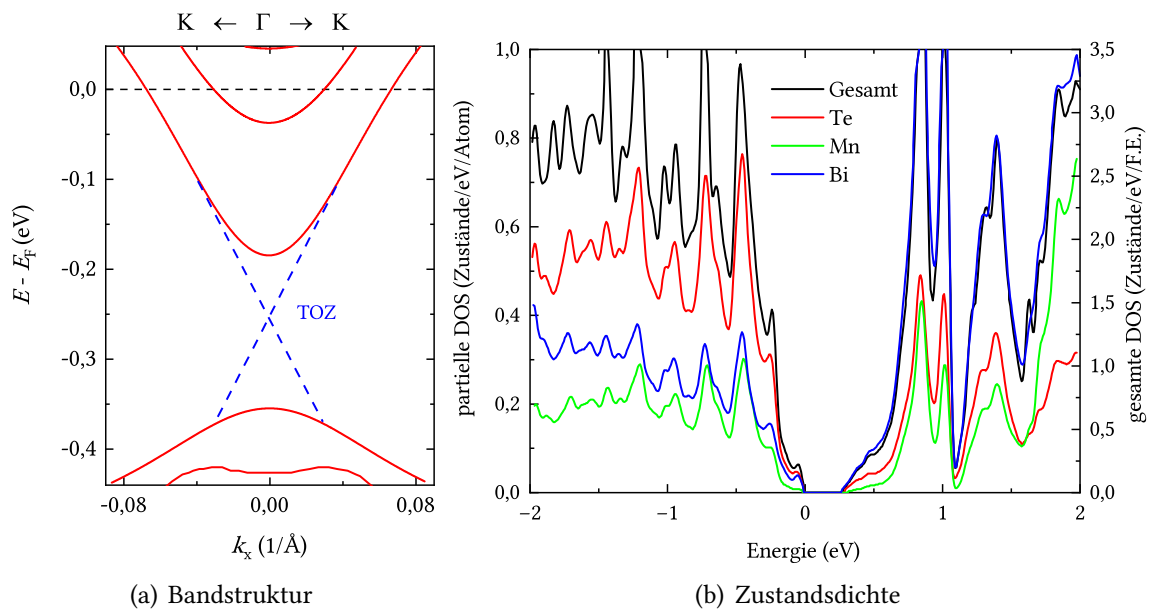 K ← Γ → K
0,0
-0,1
-0,2
-0,3
-0,4
E - E_F (eV)
TOZ
-0,08
0,00
0,08
k_x (1/Å)
(a) Bandstruktur
1,0
0,8
0,6
0,4
0,2
0,0
partielle DOS (Zustände/eV/Atom)
Gesamt
Te
Mn
Bi
3,5
3,0
2,5
2,0
1,5
1,0
0,5
0,0
gesamte DOS (Zustände/eV/F.E.)
−2
−1
0
1
2
Energie (eV)
(b) Zustandsdichte